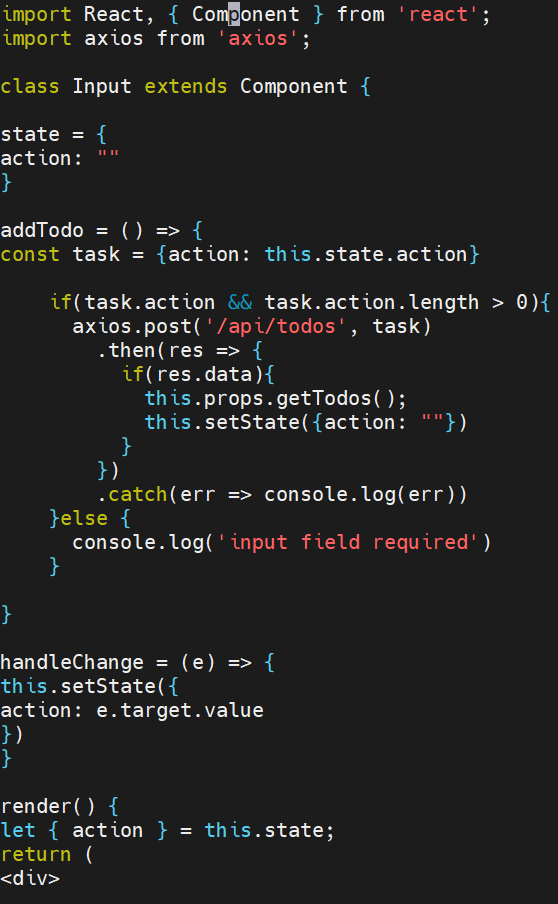 import React, { Component } from 'react';
import axios from 'axios';

class Input extends Component {

state = {
action: ""
}

addTodo = () => {
const task = {action: this.state.action}

    if(task.action && task.action.length > 0){
      axios.post('/api/todos', task)
        .then(res => {
          if(res.data){
            this.props.getTodos();
            this.setState({action: ""})
          }
        })
        .catch(err => console.log(err))
    }else {
      console.log('input field required')
    }

}

handleChange = (e) => {
this.setState({
action: e.target.value
})
}

render() {
let { action } = this.state;
return (
<div>